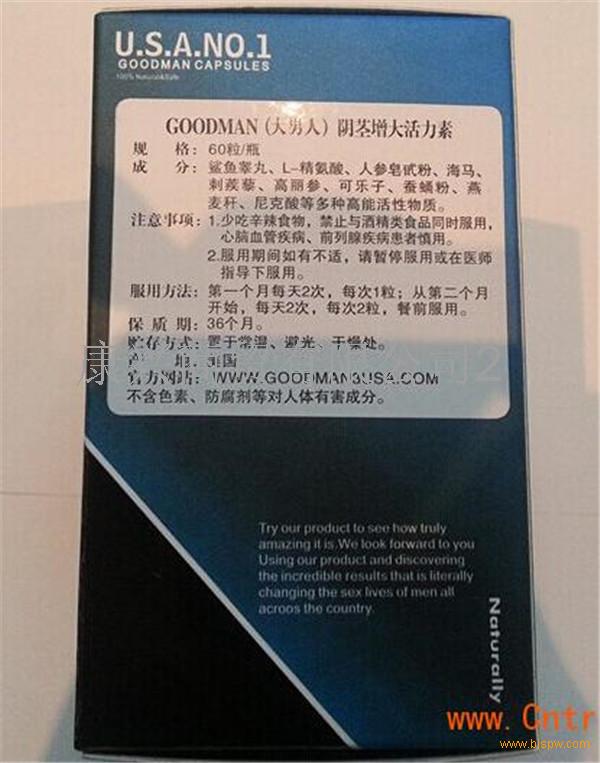 U.S.A.NO.1
GOODMAN CAPSULES
100% Natural&Safe
GOODMAN (大男人) 阴茎增大活力素
规 格: 60粒/瓶
成 分: 鲨鱼睾丸、L-精氨酸、人参皂甙粉、海马、
刺蒺藜、高丽参、可乐子、蚕蛹粉、燕
麦秆、尼克酸等多种高能活性物质。
注意事项: 1.少吃辛辣食物，禁止与酒精类食品同时服用，
心脑血管疾病、前列腺疾病患者慎用。
2.服用期间如有不适，请暂停服用或在医师
指导下服用。
服用方法: 第一个月每天2次，每次1粒；从第二个月
开始，每天2次，每次2粒，餐前服用。
保 质 期: 36个月。
贮存方式: 置于常温、避光、干燥处。
产 地: 美国
官方网站: WWW.GOODMAN3USA.COM
不含色素、防腐剂等对人体有害成分。
Try our product to see how truly
amazing it is.We look forward to you
Using our product and discovering
the incredible results that is literally
changing the sex lives of men all
acroos the country.
Naturally
www.Cntr
www.bjspw.com